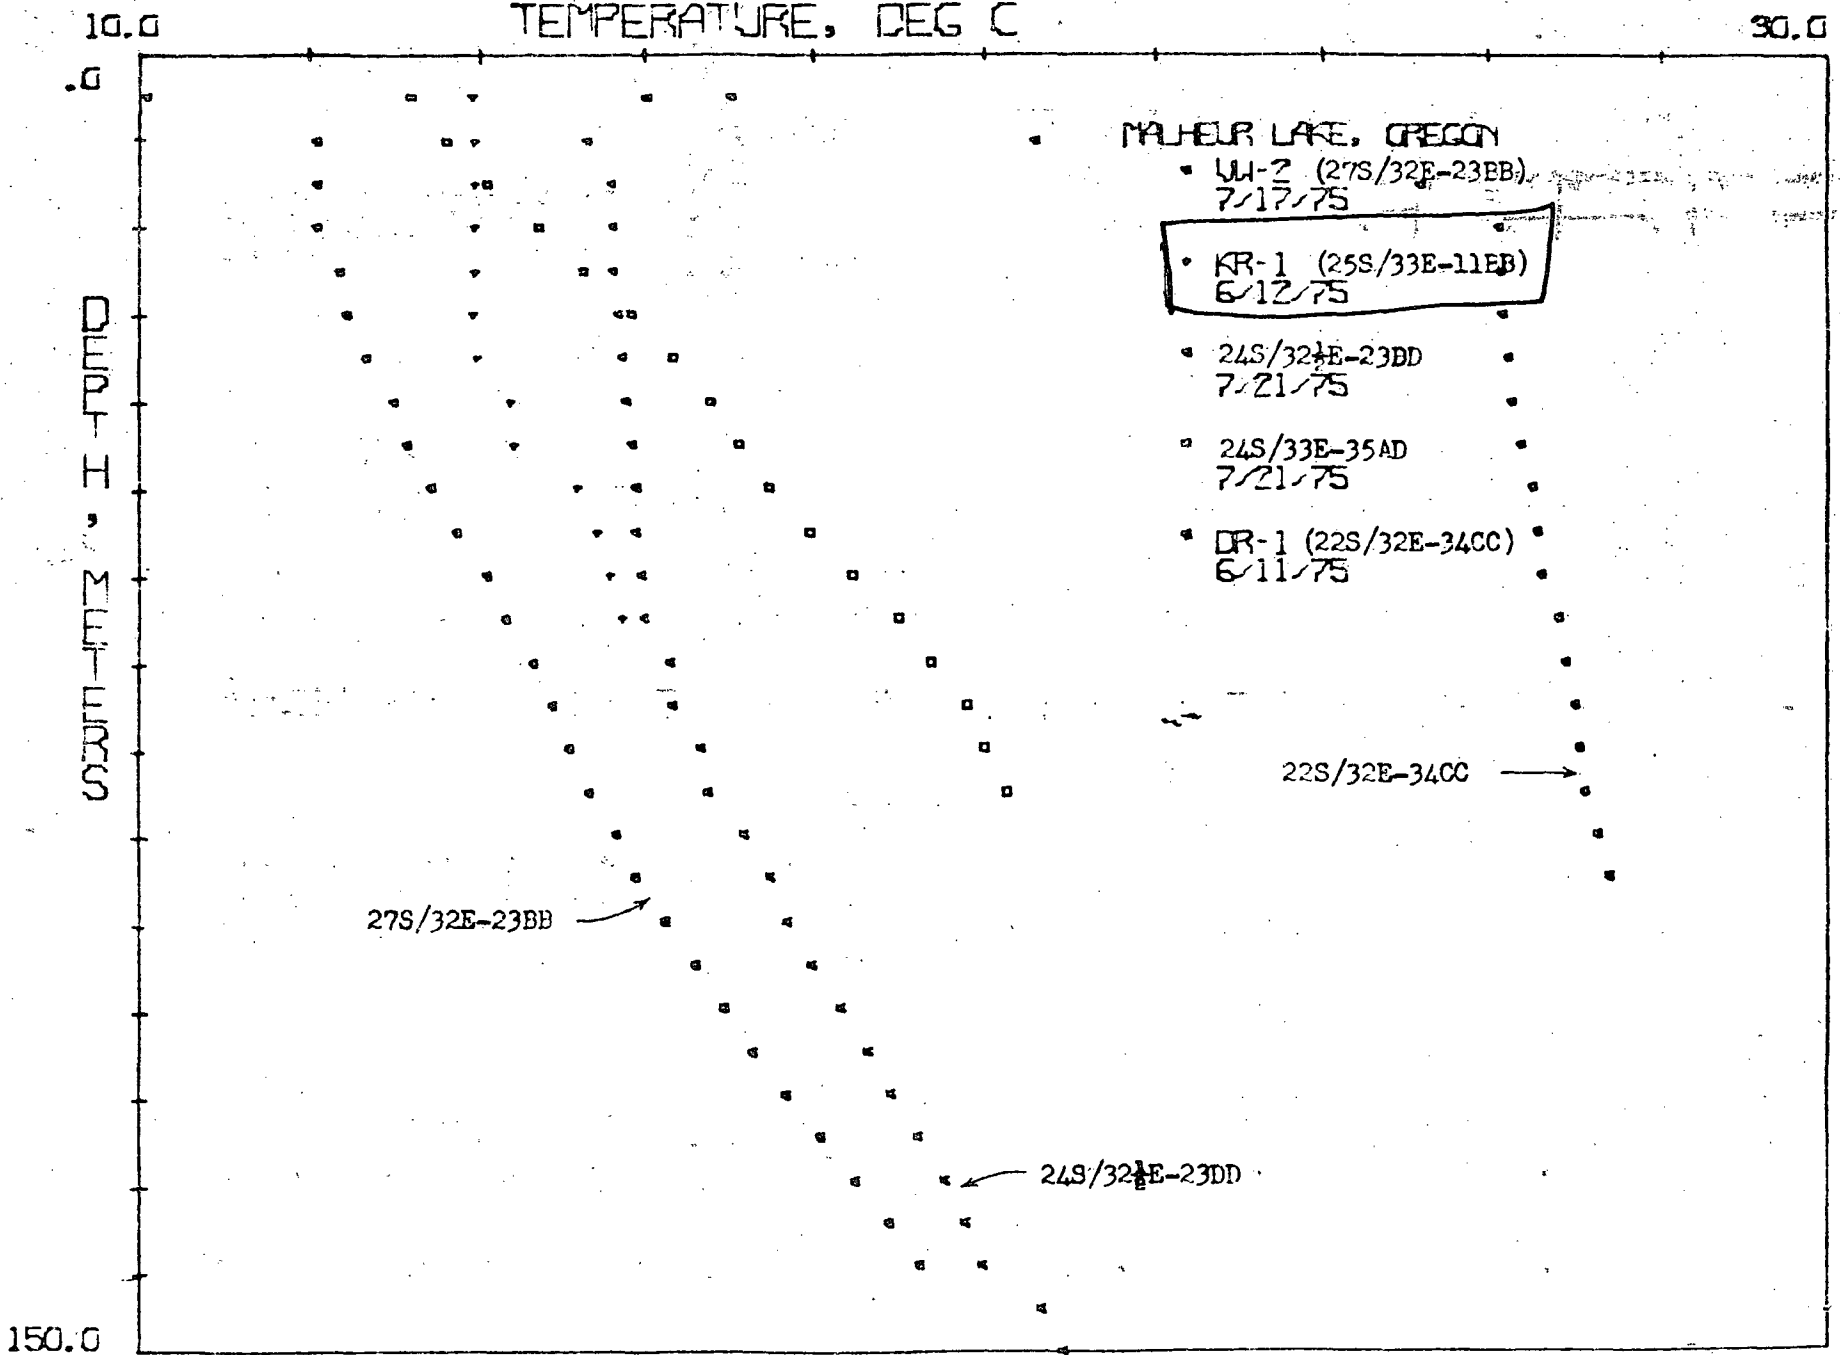 TEMPERATURE, DEG C
10.0
30.0
.0
MALHEUR LAKE, OREGON
UW-2 (27S/32E-23BB)
7/17/75
KR-1 (25S/33E-11BB)
6/12/75
24S/32½E-23DD
7/21/75
24S/33E-35AD
7/21/75
DR-1 (22S/32E-34CC)
6/11/75
DEPTH, METERS
22S/32E-34CC
27S/32E-23BB
24S/32½E-23DD
150.0